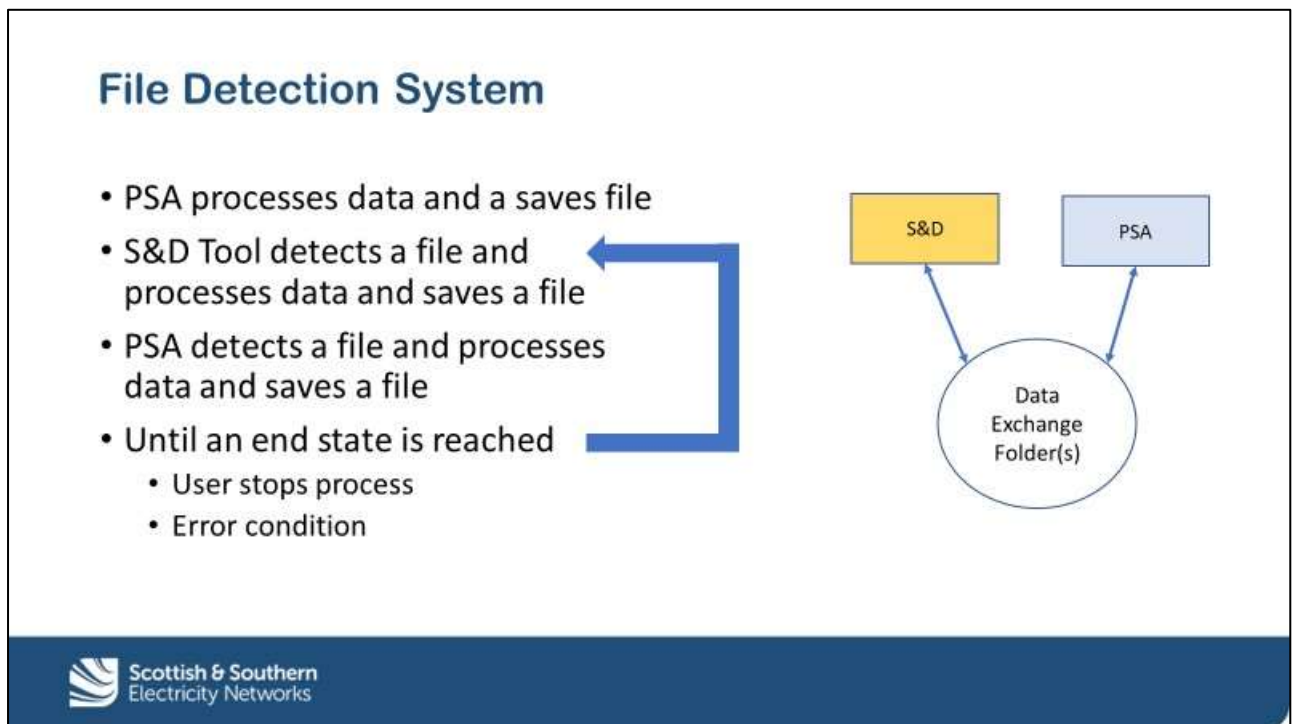 File Detection System
• PSA processes data and a saves file
• S&D Tool detects a file and
processes data and saves a file
• PSA detects a file and processes
data and saves a file
• Until an end state is reached
• User stops process
• Error condition
S&D
PSA
Data
Exchange
Folder(s)
Scottish & Southern
Electricity Networks